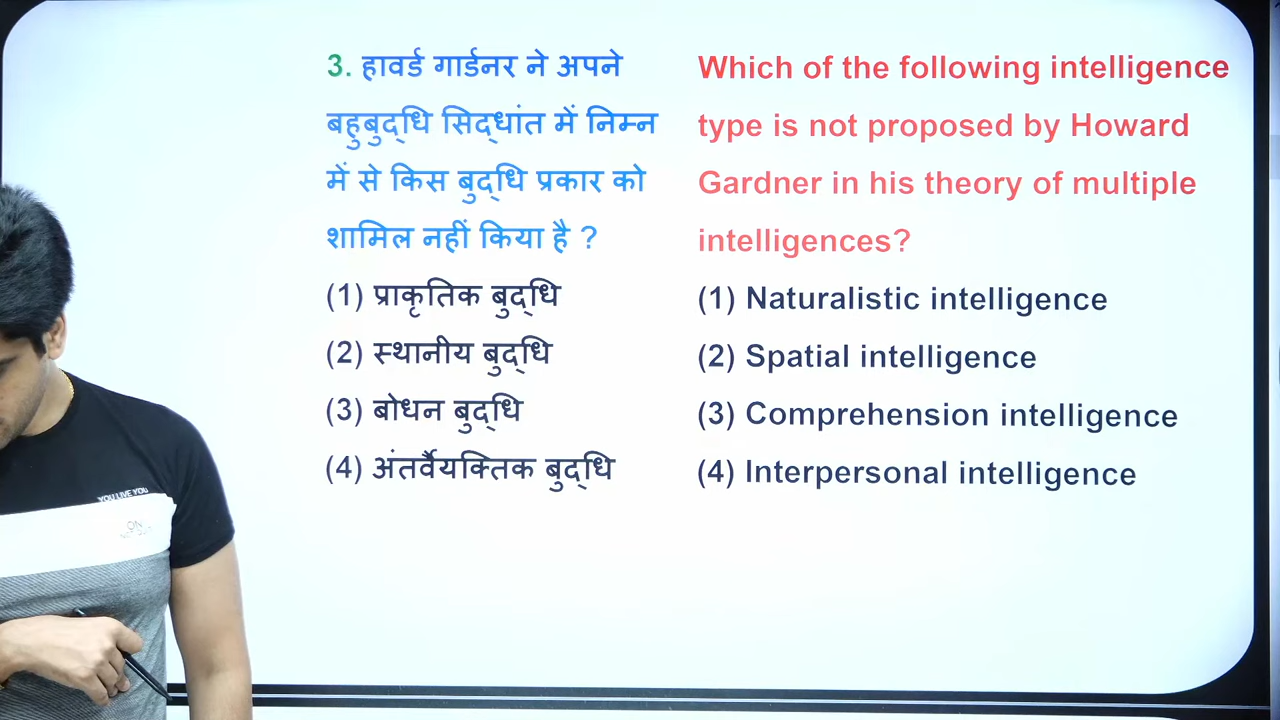 3. हावर्ड गार्डनर ने अपने
बहुबुद्धि सिद्धांत में निम्न
में से किस बुद्धि प्रकार को
शामिल नहीं किया है ?
(1) प्राकृतिक बुद्धि
(2) स्थानीय बुद्धि
(3) बोधन बुद्धि
(4) अंतर्वैयक्तिक बुद्धि
Which of the following intelligence
type is not proposed by Howard
Gardner in his theory of multiple
intelligences?
(1) Naturalistic intelligence
(2) Spatial intelligence
(3) Comprehension intelligence
(4) Interpersonal intelligence
YOU LIVE YOU
ON